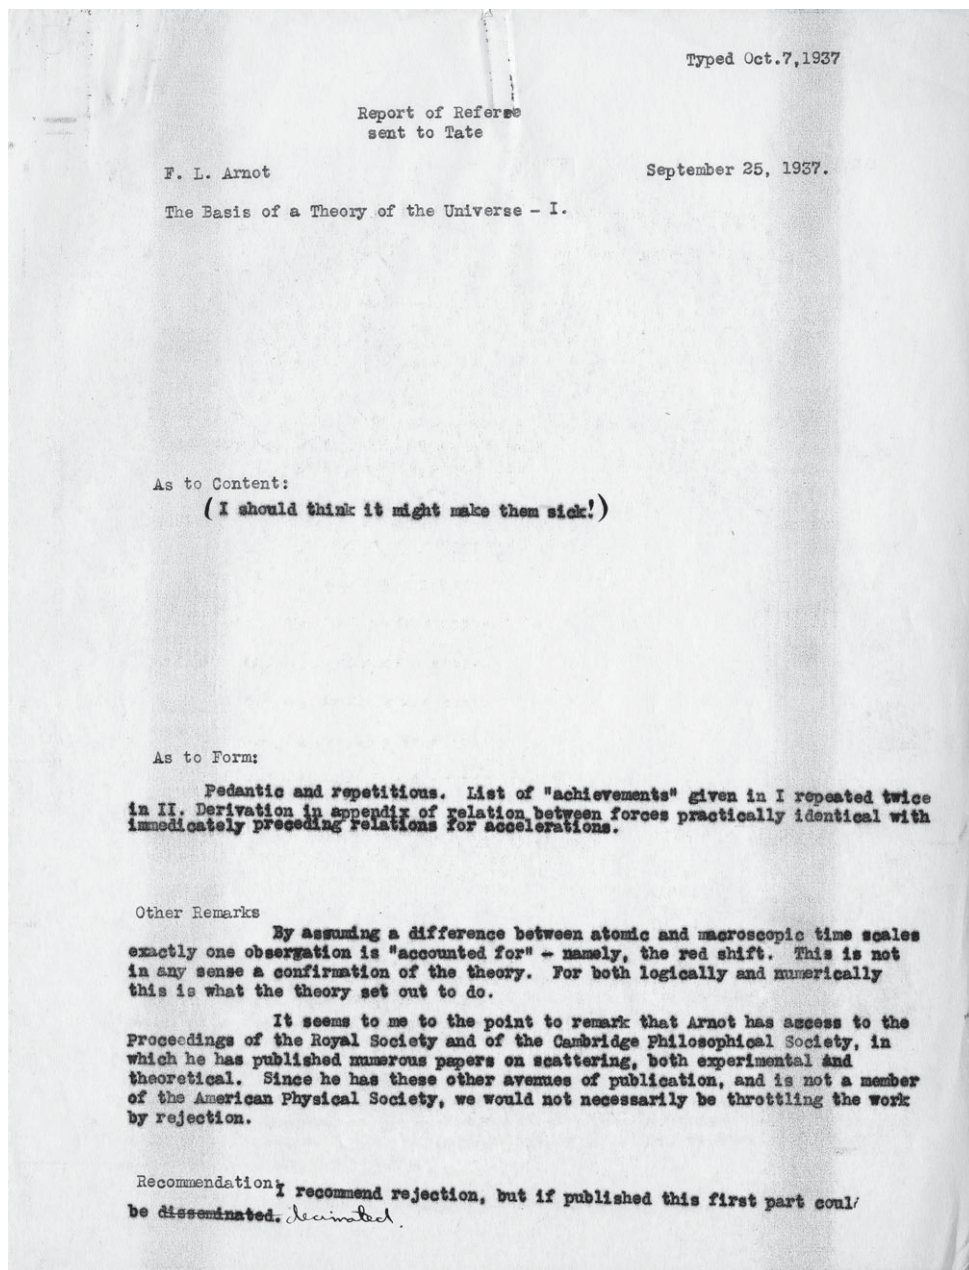 Typed Oct.7,1937
Report of Referee
sent to Tate
F. L. Arnot
September 25, 1937.
The Basis of a Theory of the Universe - I.
As to Content:
(I should think it might make them sick!)
As to Form:
Pedantic and repetitious. List of "achievements" given in I repeated twice
in II. Derivation in appendix of relation between forces practically identical with
immedicately preceding relations for accelerations.
Other Remarks
By assuming a difference between atomic and macroscopic time scales
exactly one observation is "accounted for" - namely, the red shift. This is not
in any sense a confirmation of the theory. For both logically and numerically
this is what the theory set out to do.
It seems to me to the point to remark that Arnot has access to the
Proceedings of the Royal Society and of the Cambridge Philosophical Society, in
which he has published numerous papers on scattering, both experimental and
theoretical. Since he has these other avenues of publication, and is not a member
of the American Physical Society, we would not necessarily be throttling the work
by rejection.
Recommendation:
I recommend rejection, but if published this first part coul
be disseminated. decimated.